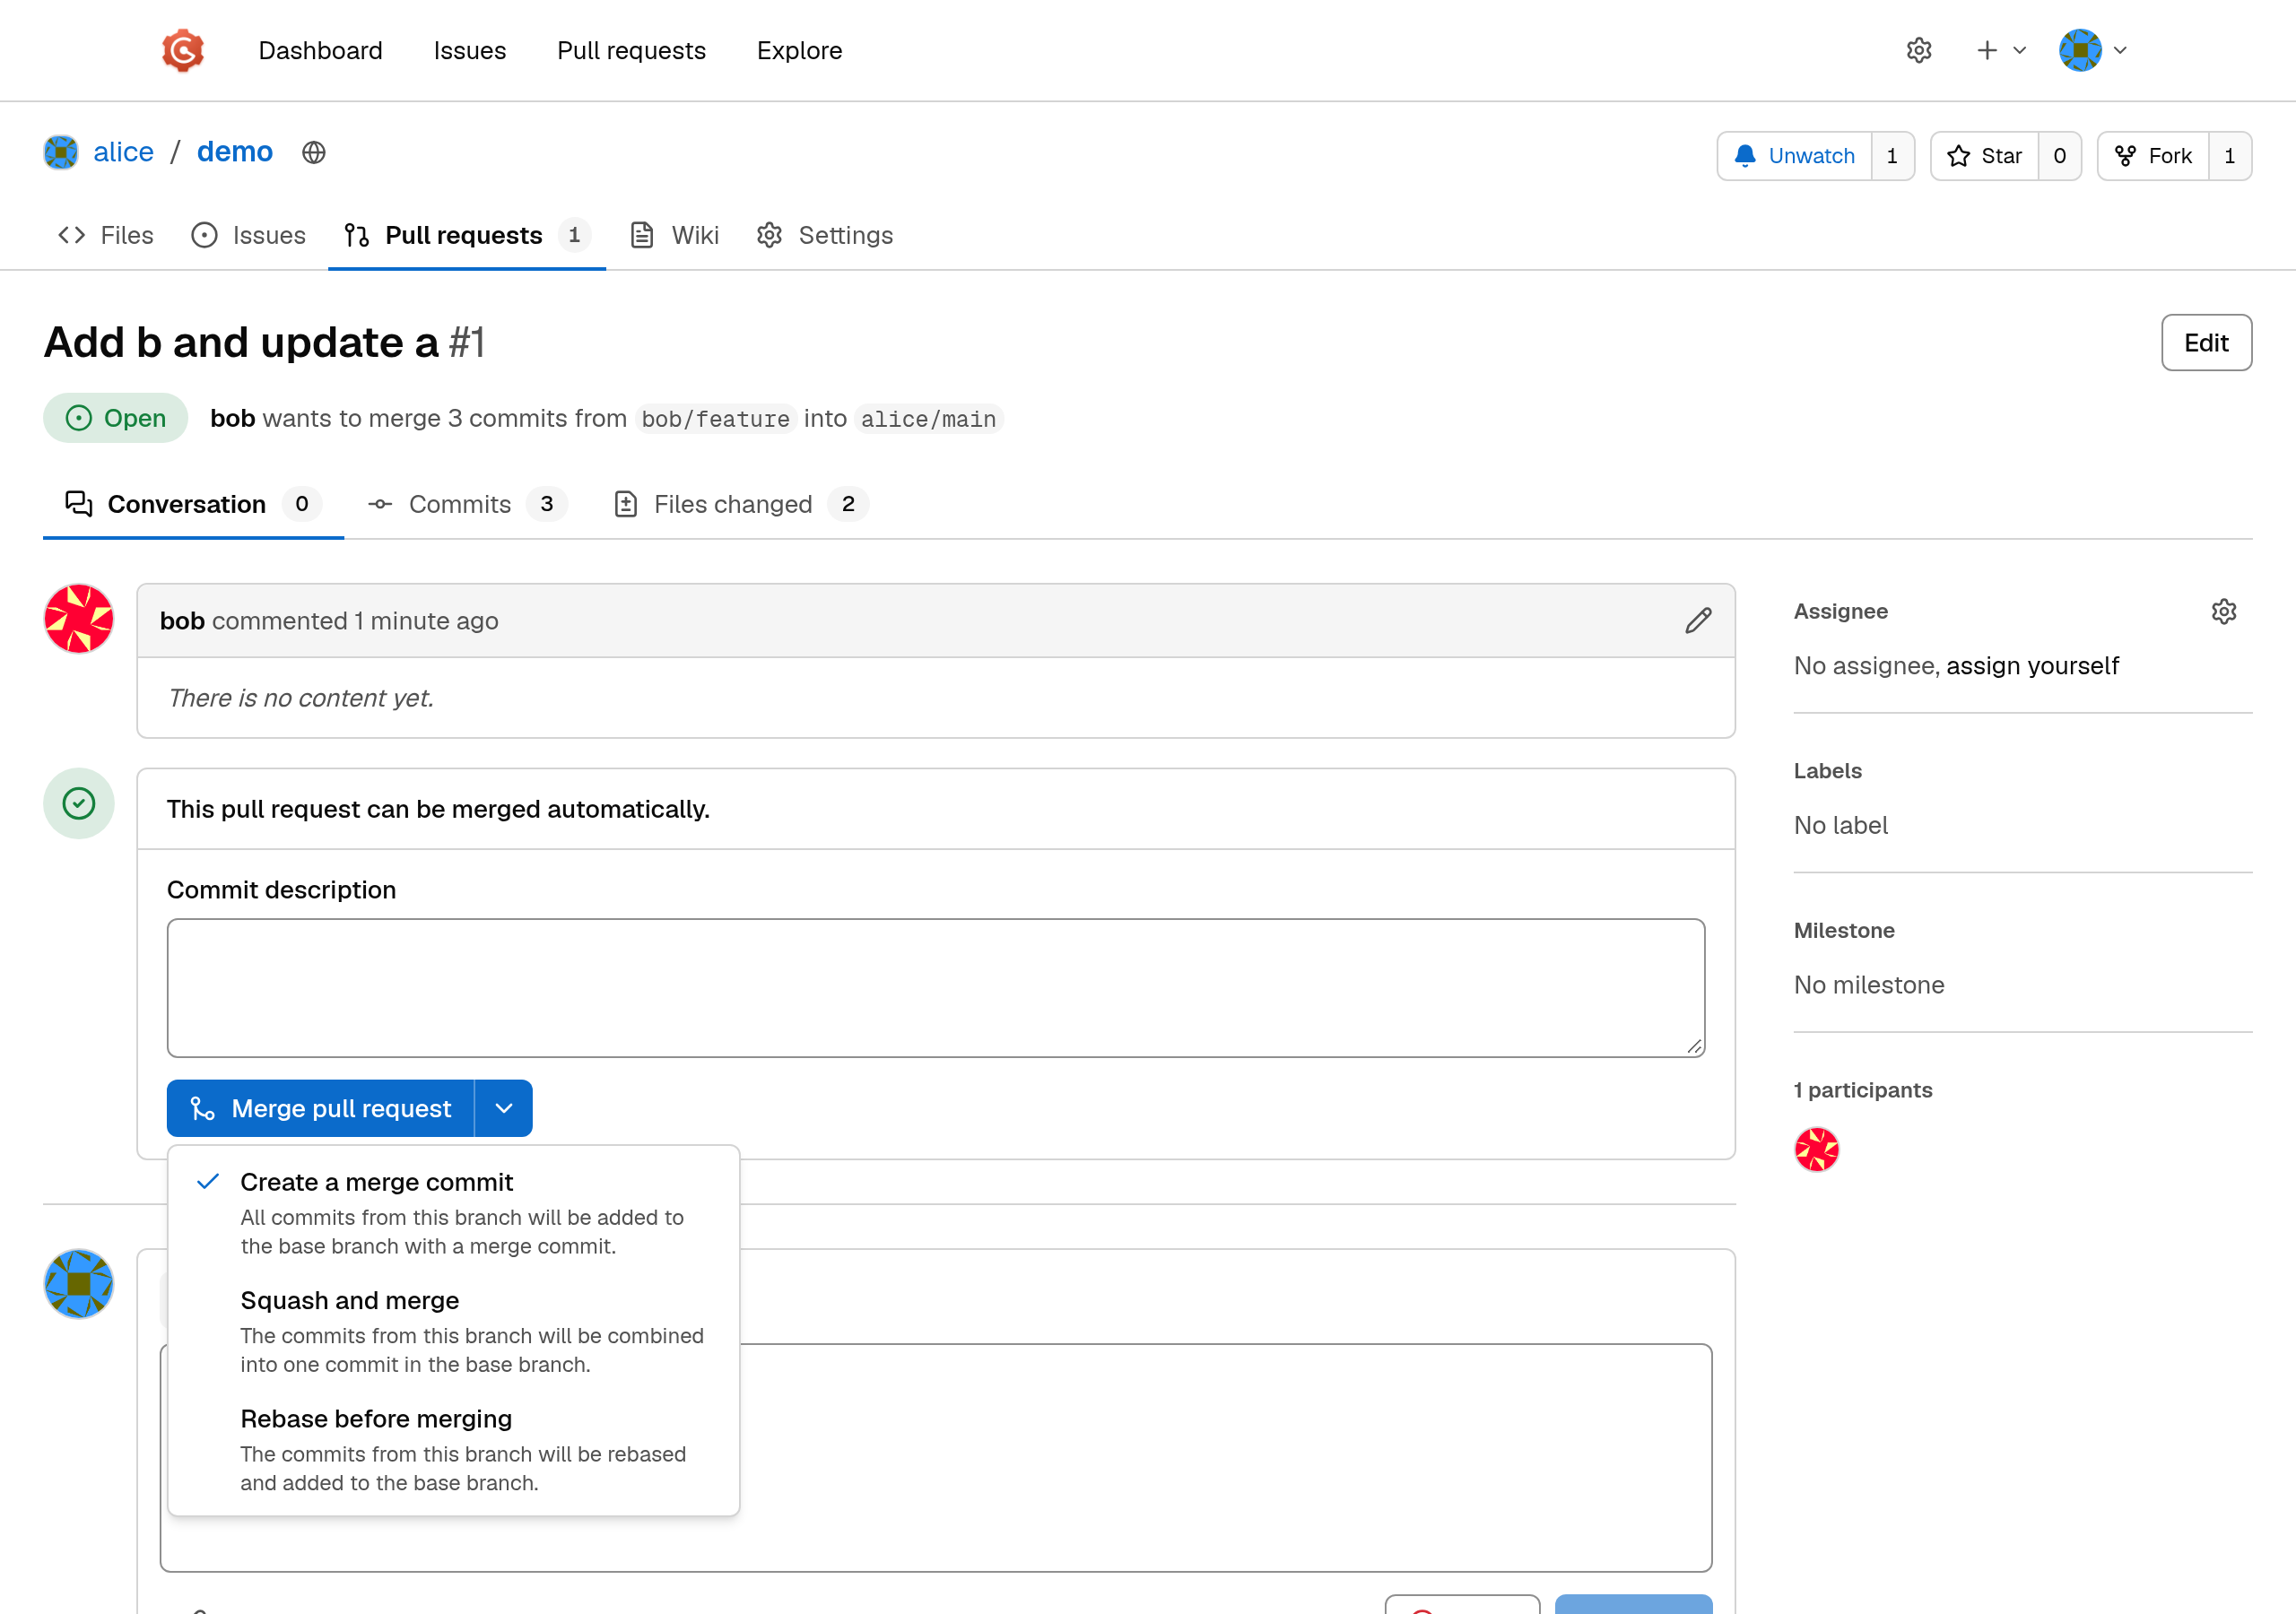 Dashboard Issues Pull requests Explore
alice / demo
Unwatch 1 Star 0 Fork 1
Files Issues Pull requests 1 Wiki Settings
Add b and update a #1
Edit
Open bob wants to merge 3 commits from bob/feature into alice/main
Conversation 0 Commits 3 Files changed 2
bob commented 1 minute ago
There is no content yet.
This pull request can be merged automatically.
Commit description
Merge pull request
Create a merge commit
All commits from this branch will be added to
the base branch with a merge commit.
Squash and merge
The commits from this branch will be combined
into one commit in the base branch.
Rebase before merging
The commits from this branch will be rebased
and added to the base branch.
Assignee
No assignee, assign yourself
Labels
No label
Milestone
No milestone
1 participants